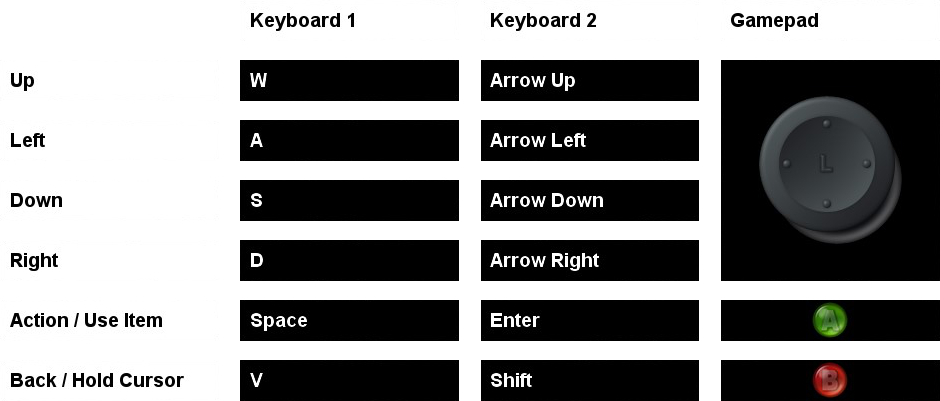 Keyboard 1 Keyboard 2 Gamepad
Up W Arrow Up
Left A Arrow Left
L
Down S Arrow Down
Right D Arrow Right
Action / Use Item Space Enter A
Back / Hold Cursor V Shift B